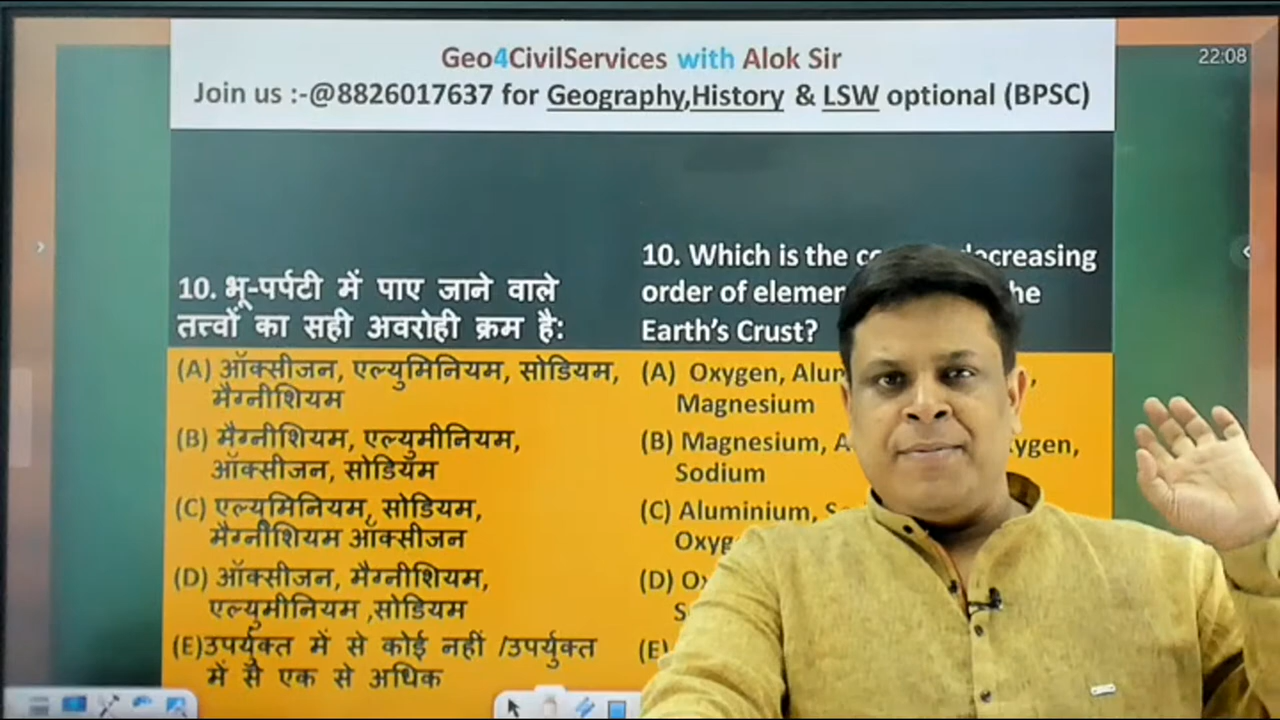 Geo4CivilServices with Alok Sir
Join us :-@8826017637 for Geography,History & LSW optional (BPSC)
22:08
10. भू-पर्पटी में पाए जाने वाले
तत्त्वों का सही अवरोही क्रम है:
(A) ऑक्सीजन, एल्युमिनियम, सोडियम,
मैग्नीशियम
(B) मैग्नीशियम, एल्युमीनियम,
ऑक्सीजन, सोडियम
(C) एल्युमिनियम, सोडियम,
मैग्नीशियम ऑक्सीजन
(D) ऑक्सीजन, मैग्नीशियम,
एल्युमीनियम ,सोडियम
(E)उपर्युक्त में से कोई नहीं /उपर्युक्त
में से एक से अधिक
10. Which is the
order of
Earth's Crust?
(A) Oxygen,
Magnesium
(B) Magnesium,
Sodium
(C) Aluminium,
(D)
(E)